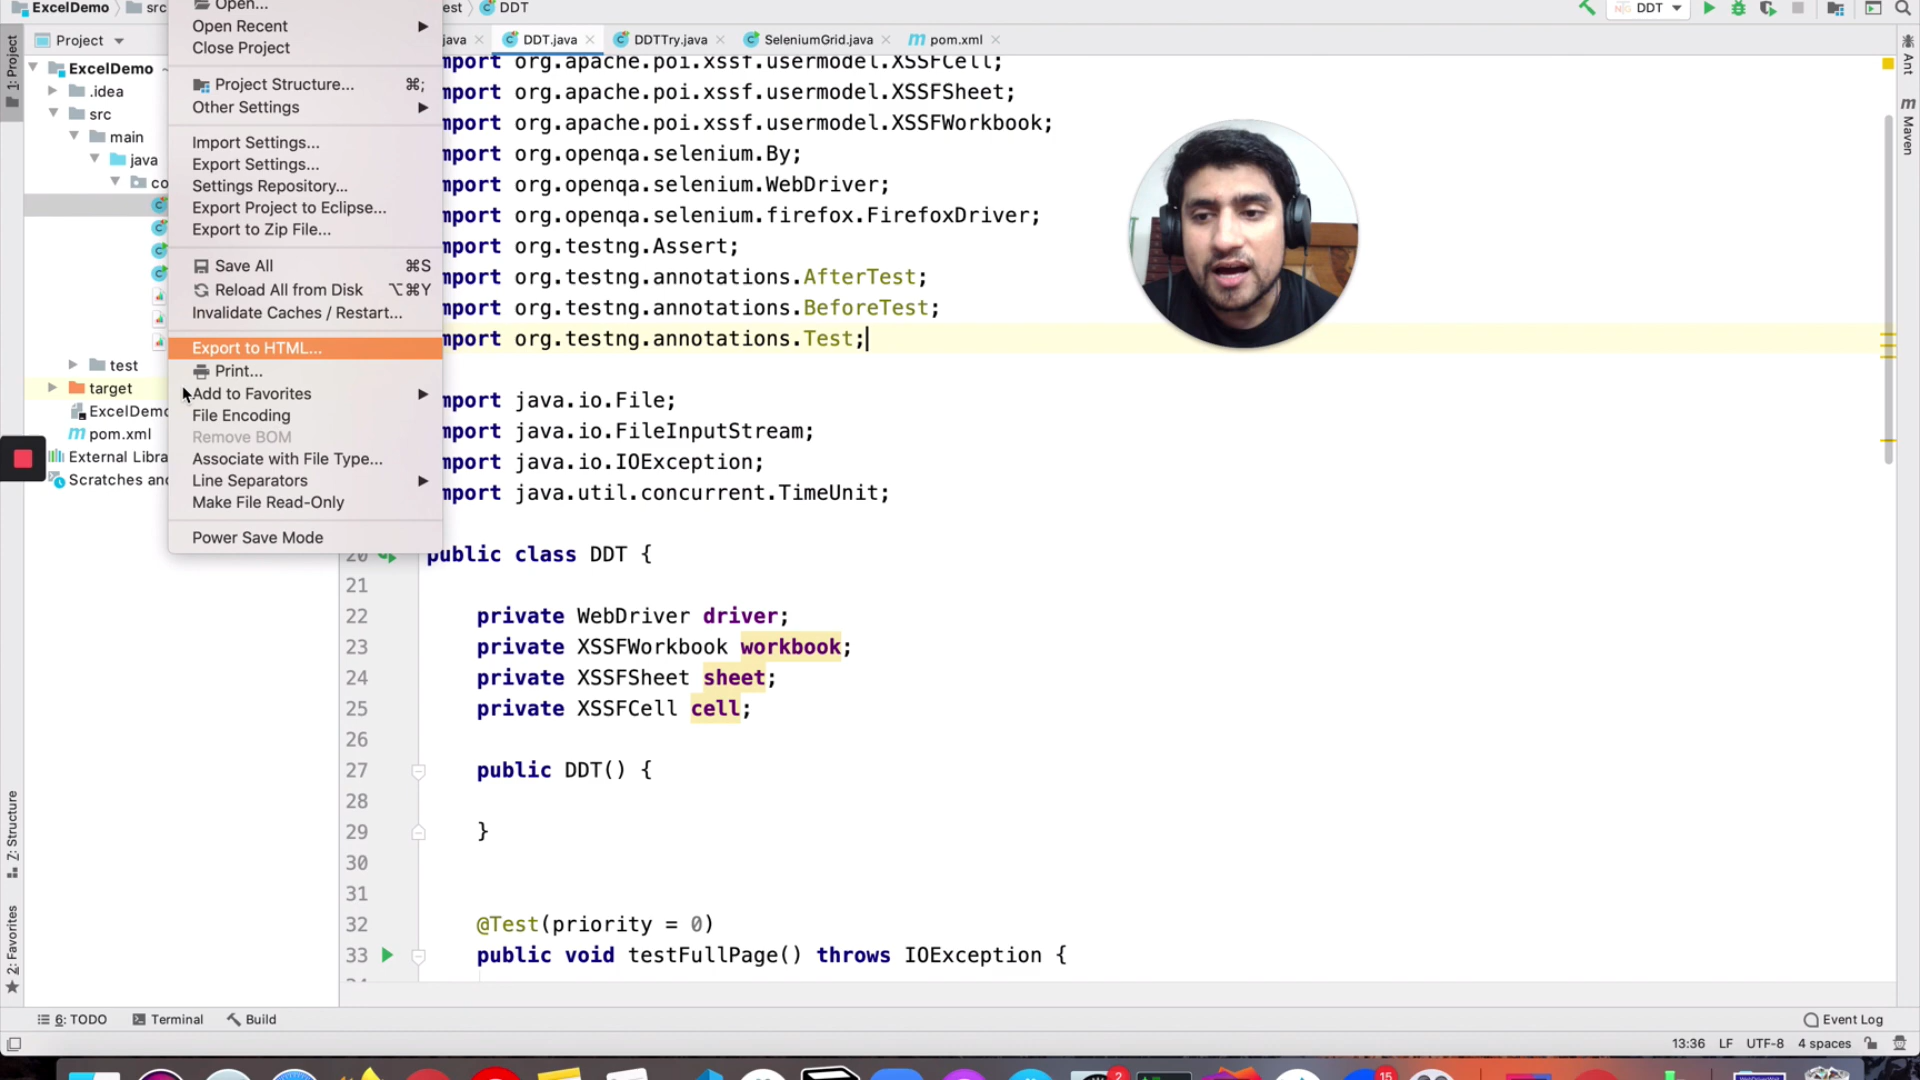 ExcelDemo
src
est
DDT
DDT
Open...
Open Recent
Close Project
Project Structure... ⌘;
Other Settings
Import Settings...
Export Settings...
Settings Repository...
Export Project to Eclipse...
Export to Zip File...
Save All ⌘S
Reload All from Disk ⌥⌘Y
Invalidate Caches / Restart...
Export to HTML...
Print...
Add to Favorites
File Encoding
Remove BOM
Associate with File Type...
Line Separators
Make File Read-Only
Power Save Mode
1: Project
Project
ExcelDemo
.idea
src
main
java
co
test
target
ExcelDemo
pom.xml
External Libra
Scratches and
java
DDT.java
DDTTry.java
SeleniumGrid.java
pom.xml
mport org.apache.poi.xssf.usermodel.XSSFCell;
mport org.apache.poi.xssf.usermodel.XSSFSheet;
mport org.apache.poi.xssf.usermodel.XSSFWorkbook;
mport org.openqa.selenium.By;
mport org.openqa.selenium.WebDriver;
mport org.openqa.selenium.firefox.FirefoxDriver;
mport org.testng.Assert;
mport org.testng.annotations.AfterTest;
mport org.testng.annotations.BeforeTest;
mport org.testng.annotations.Test;
mport java.io.File;
mport java.io.FileInputStream;
mport java.io.IOException;
mport java.util.concurrent.TimeUnit;
20 public class DDT {
21
22 private WebDriver driver;
23 private XSSFWorkbook workbook;
24 private XSSFSheet sheet;
25 private XSSFCell cell;
26
27 public DDT() {
28
29 }
30
31
32 @Test(priority = 0)
33 public void testFullPage() throws IOException {
Ant
Maven
7: Structure
2: Favorites
6: TODO
Terminal
Build
Event Log
13:36 LF UTF-8 4 spaces
2
15